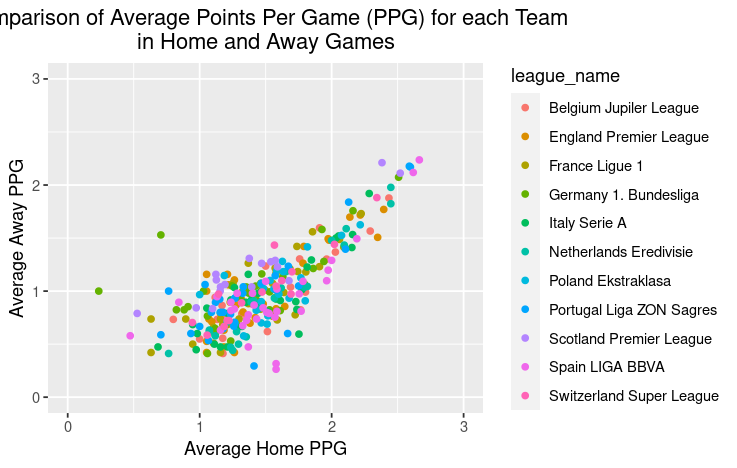 mparison of Average Points Per Game (PPG) for each Team
in Home and Away Games
Average Away PPG
3
2
1
0
0 1 2 3
Average Home PPG
league_name
Belgium Jupiler League
England Premier League
France Ligue 1
Germany 1. Bundesliga
Italy Serie A
Netherlands Eredivisie
Poland Ekstraklasa
Portugal Liga ZON Sagres
Scotland Premier League
Spain LIGA BBVA
Switzerland Super League